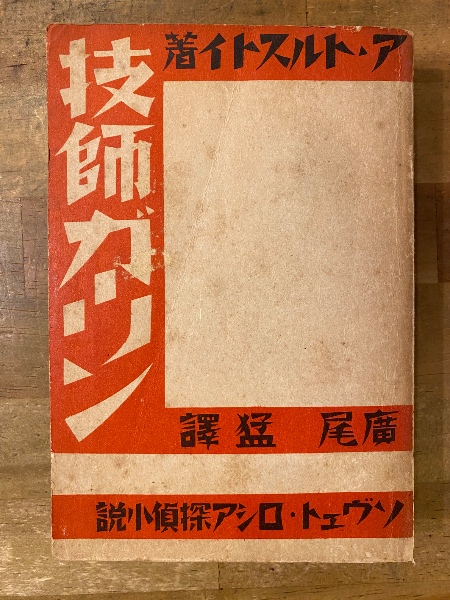 ア・トルストイ著
技師ガーリン
廣尾 猛 譯
ソヴェト・ロシア探偵小説